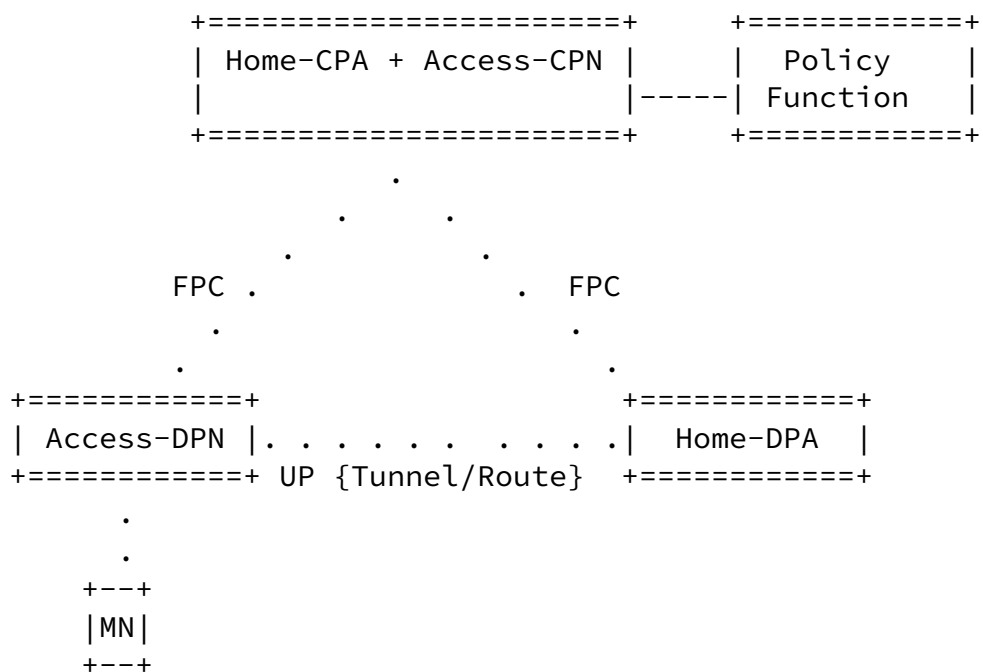 +=======================+     +============+
| Home-CPA + Access-CPN |     |   Policy   |
|                       |-----| Function   |
+=======================+     +============+
.
.     .
.          .
FPC .              .  FPC
.                   .
.                       .
+============+                    +============+
| Access-DPN |. . . . . . . . . .|  Home-DPA  |
+============+ UP {Tunnel/Route}  +============+
.
.
+--+
|MN|
+--+